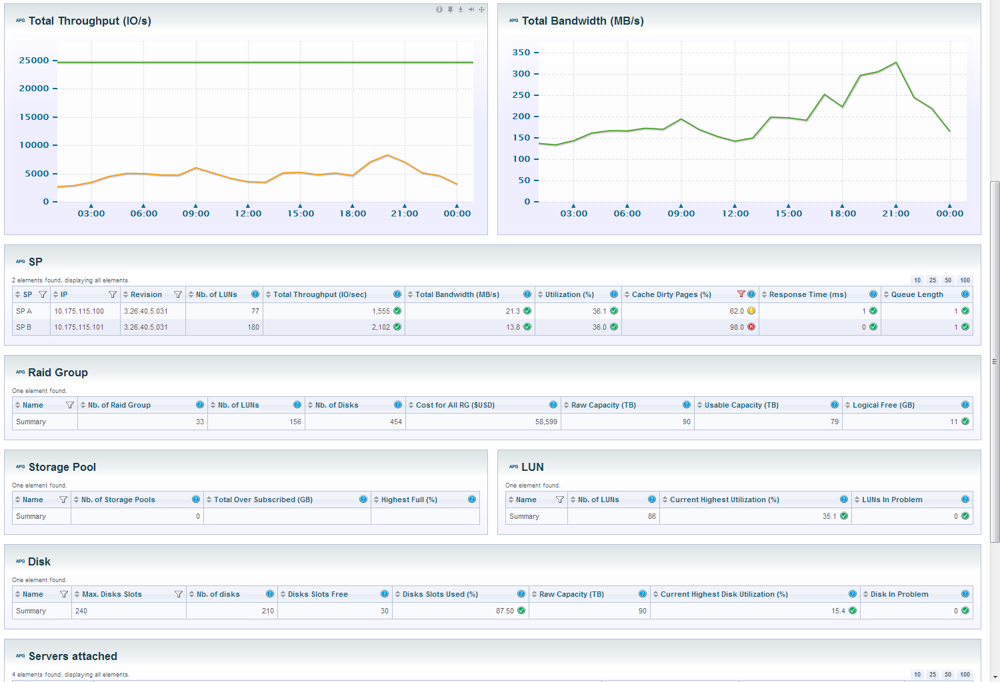 APG Total Throughput (IO/s)
25000
20000
15000
10000
5000
0
03:00 06:00 09:00 12:00 15:00 18:00 21:00 00:00
APG Total Bandwidth (MB/s)
350
300
250
200
150
100
50
0
03:00 06:00 09:00 12:00 15:00 18:00 21:00 00:00
APG SP
2 elements found, displaying all elements.
10 25 50 100
SP IP Revision Nb. of LUNs Total Throughput (IO/sec) Total Bandwidth (MB/s) Utilization (%) Cache Dirty Pages (%) Response Time (ms) Queue Length
SP A 10.175.115.100 3.26.40.5.031 77 1,555 21.3 36.1 62.0 1 1
SP B 10.175.115.101 3.26.40.5.031 180 2,102 13.8 36.0 98.0 0 1
APG Raid Group
One element found.
Name Nb. of Raid Group Nb. of LUNs Nb. of Disks Cost for All RG ($USD) Raw Capacity (TB) Usable Capacity (TB) Logical Free (GB)
Summary 33 156 454 58,599 90 79 11
APG Storage Pool
One element found.
Name Nb. of Storage Pools Total Over Subscribed (GB) Highest Full (%)
Summary 0
APG LUN
One element found.
Name Nb. of LUNs Current Highest Utilization (%) LUNs In Problem
Summary 86 35.1 0
APG Disk
One element found.
Name Max. Disks Slots Nb. of disks Disks Slots Free Disks Slots Used (%) Raw Capacity (TB) Current Highest Disk Utilization (%) Disk In Problem
Summary 240 210 30 87.50 90 15.4 0
APG Servers attached
4 elements found, displaying all elements.
10 25 50 100